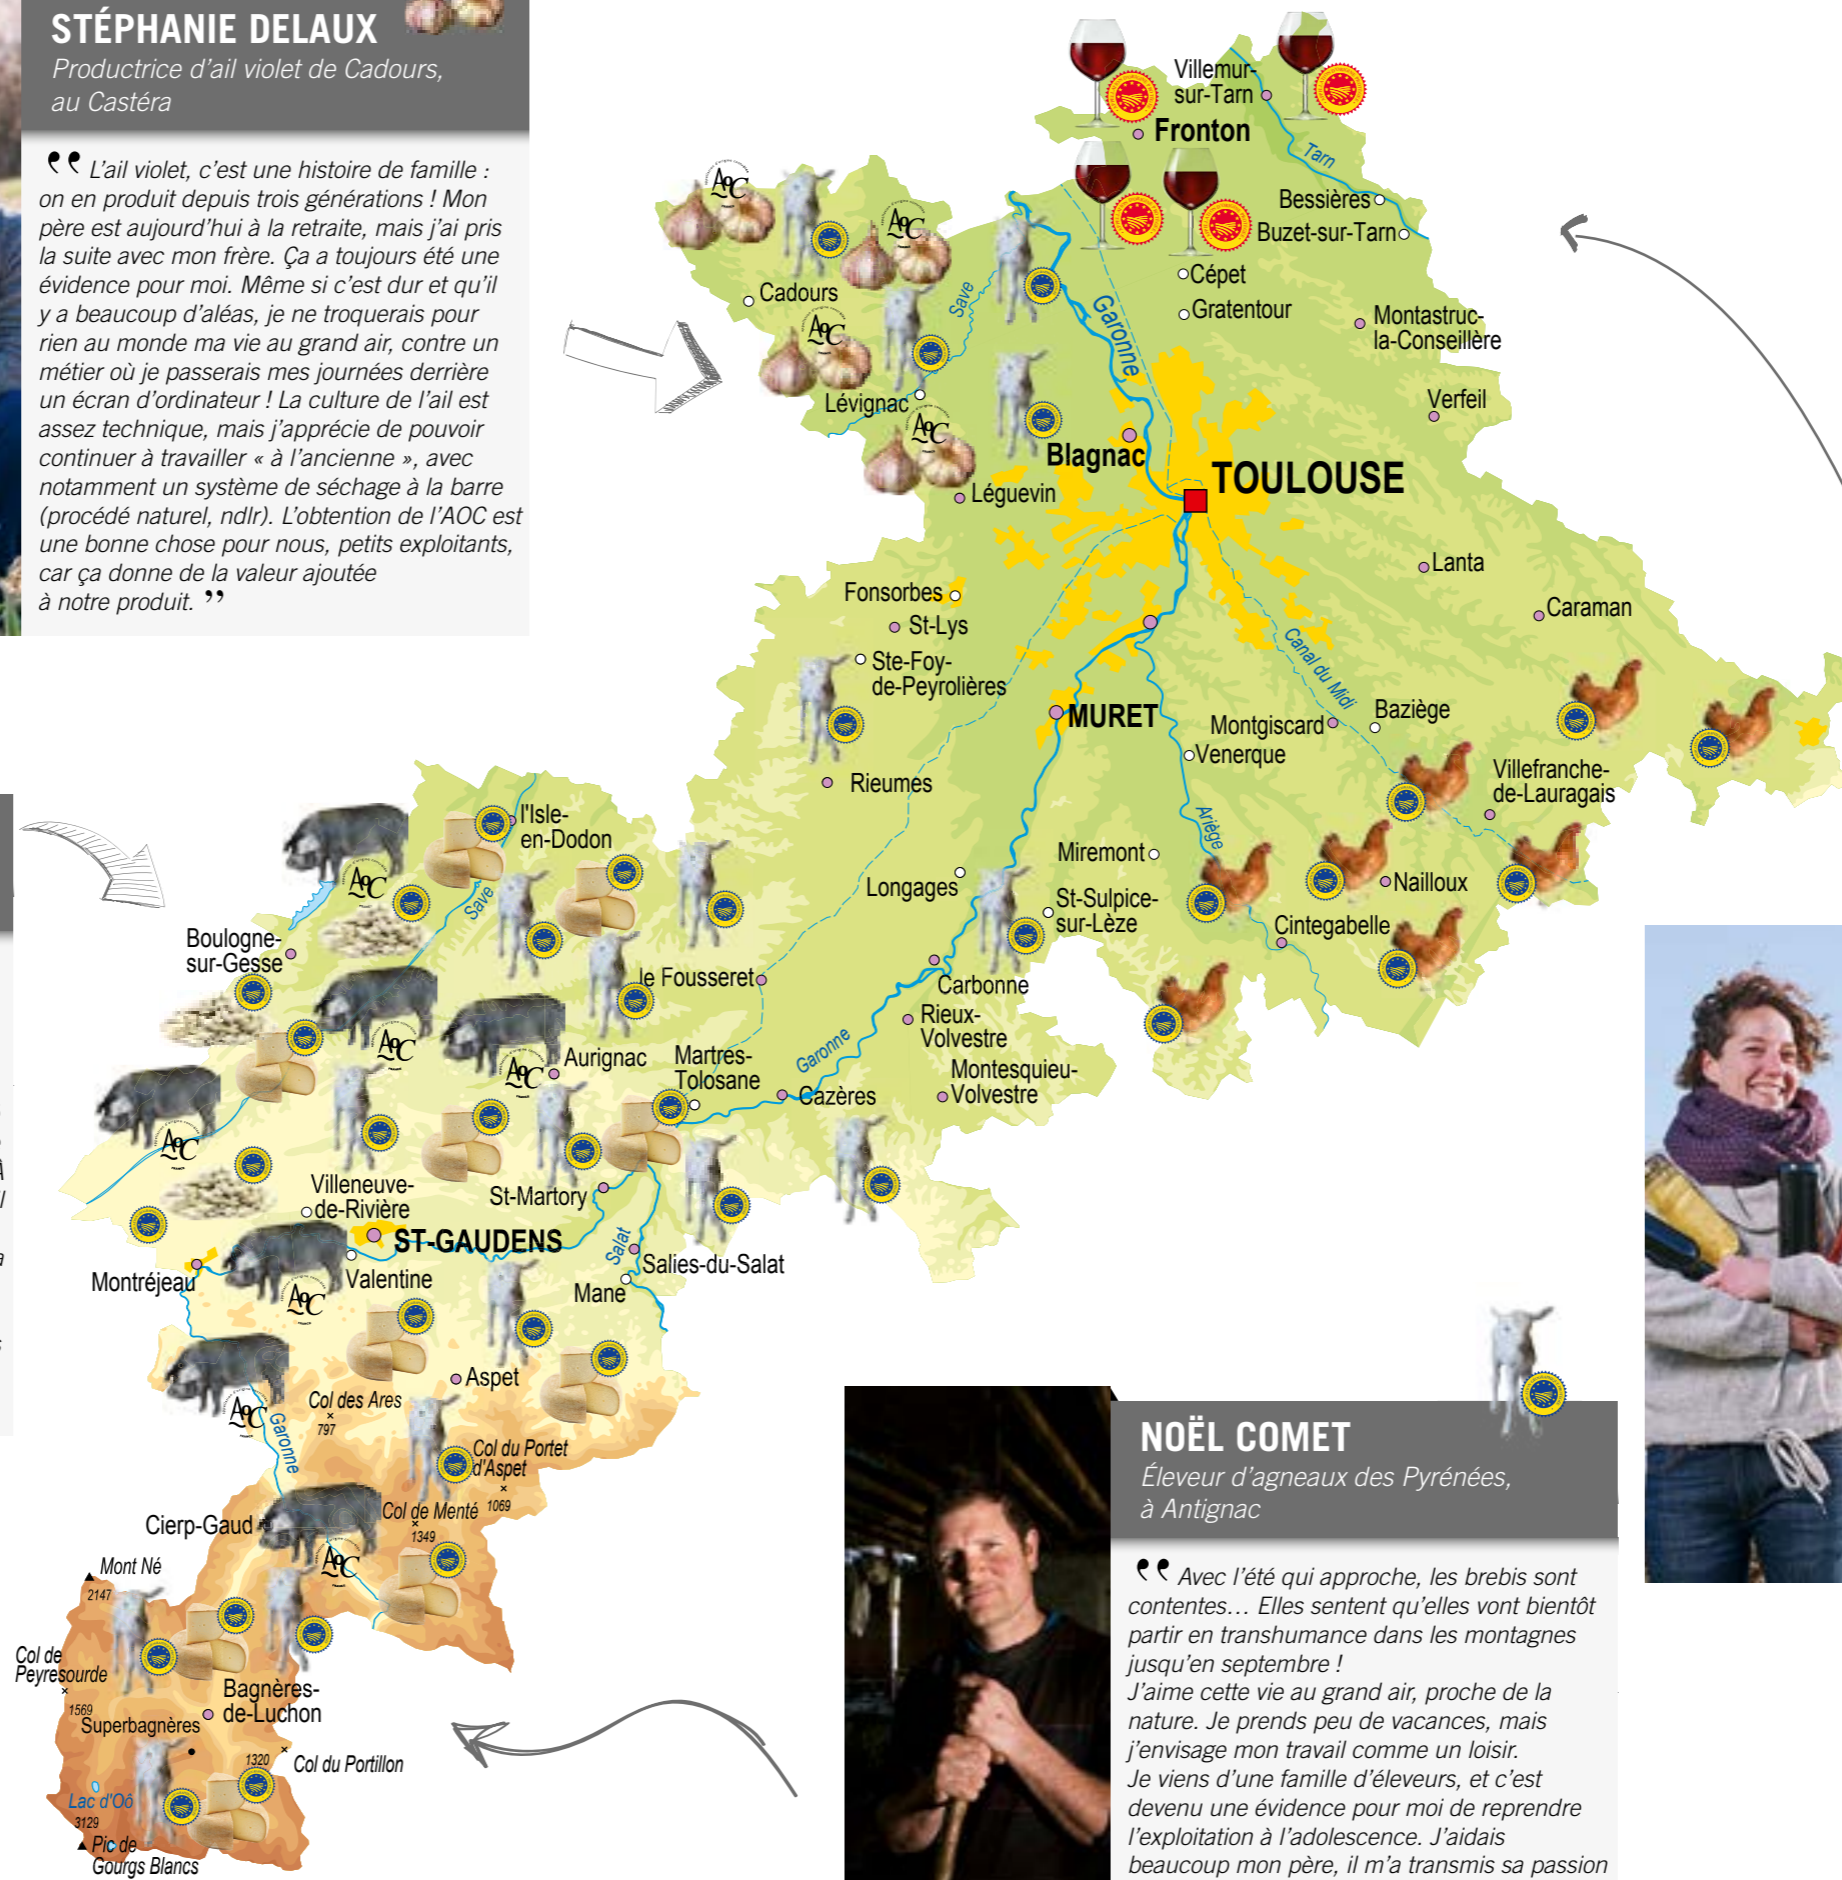 STÉPHANIE DELAUX
Productrice d’ail violet de Cadours,
au Castéra
“ L’ail violet, c’est une histoire de famille :
on en produit depuis trois générations ! Mon
père est aujourd’hui à la retraite, mais j’ai pris
la suite avec mon frère. Ça a toujours été une
évidence pour moi. Même si c’est dur et qu’il
y a beaucoup d’aléas, je ne troquerais pour
rien au monde ma vie au grand air, contre un
métier où je passerais mes journées derrière
un écran d’ordinateur ! La culture de l’ail est
assez technique, mais j’apprécie de pouvoir
continuer à travailler « à l’ancienne », avec
notamment un système de séchage à la barre
(procédé naturel, ndlr). L’obtention de l’AOC est
une bonne chose pour nous, petits exploitants,
car ça donne de la valeur ajoutée
à notre produit. ”
Villemur-
sur-Tarn
Fronton
Tarn
Bessières
Buzet-sur-Tarn
AOC
AOC
Cadours
Save
Garonne
Cépet
Gratentour
Montastruc-
la-Conseillère
AOC
Lévignac
Verfeil
AOC
Blagnac
TOULOUSE
Léguevin
Lanta
Fonsorbes
Caraman
St-Lys
Ste-Foy-
de-Peyrolières
Canal du Midi
MURET
Montgiscard
Baziège
Venerque
Rieumes
Villefranche-
de-Lauragais
l'Isle-
en-Dodon
Ariège
Miremont
Longages
Nailloux
AOC
Save
St-Sulpice-
sur-Lèze
Cintegabelle
Boulogne-
sur-Gesse
le Fousseret
Carbonne
Rieux-
Volvestre
AOC
AOC
Aurignac
Martres-
Tolosane
Garonne
Cazères
Montesquieu-
Volvestre
AOC
Villeneuve-
de-Rivière
St-Martory
ST-GAUDENS
Salat
Salies-du-Salat
Montréjeau
Valentine
Mane
AOC
Aspet
Col des Ares
797
AOC
Garonne
Col du Portet
d'Aspet
1069
Col de Menté
1349
Cierp-Gaud
AOC
Mont Né
2147
Col de
Peyresourde
1569
Bagnères-
de-Luchon
Superbagnères
1320
Col du Portillon
Lac d'Oô
3129
Pic de
Gourgs Blancs
NOËL COMET
Éleveur d’agneaux des Pyrénées,
à Antignac
“ Avec l’été qui approche, les brebis sont
contentes… Elles sentent qu’elles vont bientôt
partir en transhumance dans les montagnes
jusqu’en septembre !
J’aime cette vie au grand air, proche de la
nature. Je prends peu de vacances, mais
j’envisage mon travail comme un loisir.
Je viens d’une famille d’éleveurs, et c’est
devenu une évidence pour moi de reprendre
l’exploitation à l’adolescence. J’aidais
beaucoup mon père, il m’a transmis sa passion